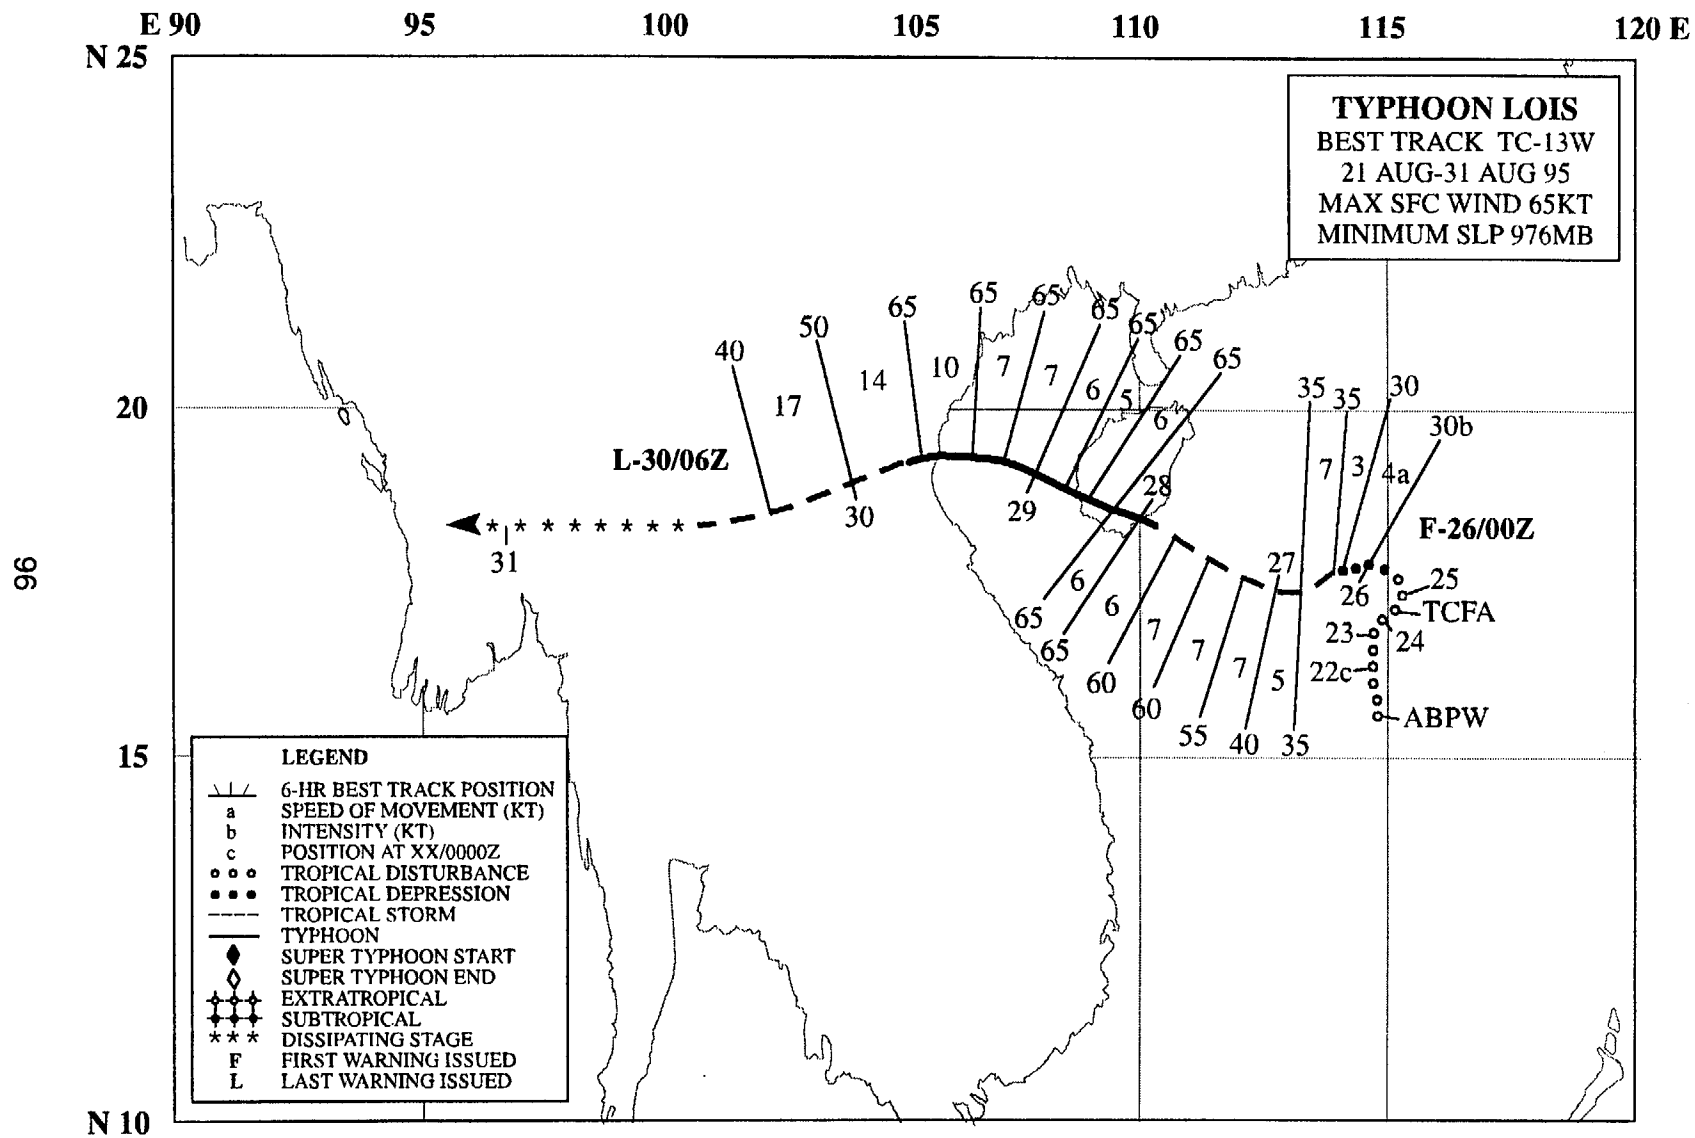 E 90 95 100 105 110 115 120 E
N 25
TYPHOON LOIS
BEST TRACK TC-13W
21 AUG-31 AUG 95
MAX SFC WIND 65KT
MINIMUM SLP 976MB
65 65 65 65 65 65 65
50
40
10 7 7 6 5 6
14
17
35 35 30
30b
7 3 4a
20
L-30/06Z
28
29
30
F-26/00Z
31
27
26
25
TCFA
24
23
22c
ABPW
6 6 7 7 7 5
65 65 60 60 55 40 35
96
15
LEGEND
6-HR BEST TRACK POSITION
a SPEED OF MOVEMENT (KT)
b INTENSITY (KT)
c POSITION AT XX/0000Z
TROPICAL DISTURBANCE
TROPICAL DEPRESSION
TROPICAL STORM
TYPHOON
SUPER TYPHOON START
SUPER TYPHOON END
EXTRATROPICAL
SUBTROPICAL
* * * DISSIPATING STAGE
F FIRST WARNING ISSUED
L LAST WARNING ISSUED
N 10